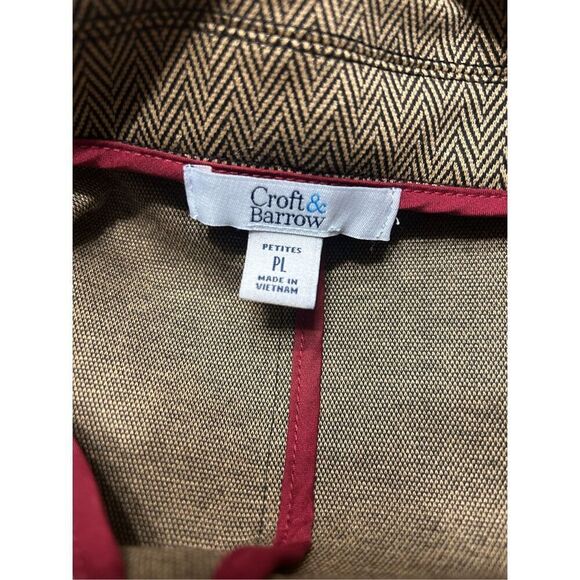 Croft&
Barrow
PETITES
PL
MADE IN
VIETNAM